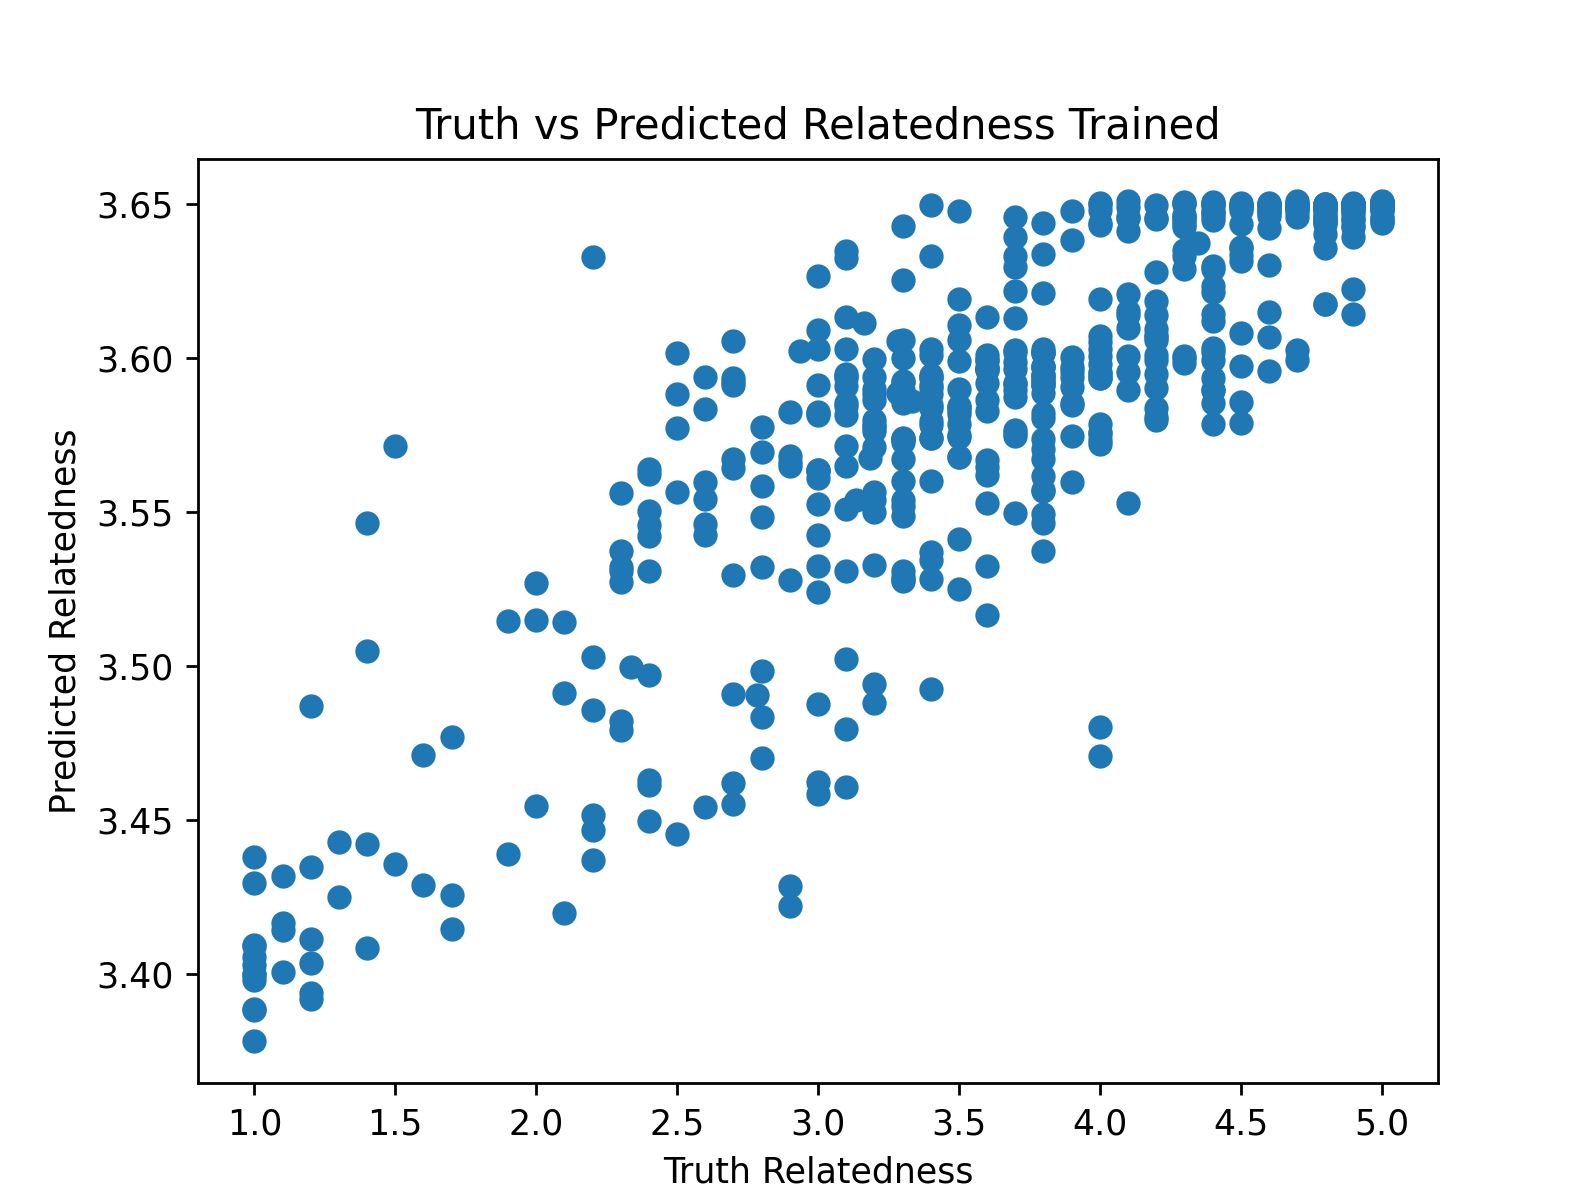 Truth vs Predicted Relatedness Trained
Predicted Relatedness
3.65
3.60
3.55
3.50
3.45
3.40
1.0 1.5 2.0 2.5 3.0 3.5 4.0 4.5 5.0
Truth Relatedness